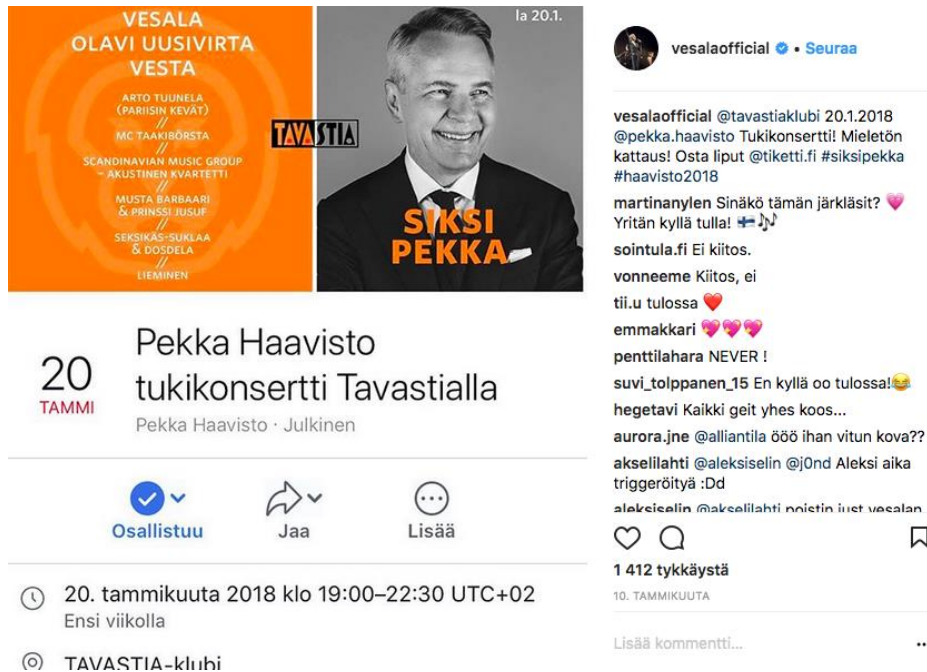 VESALA
OLAVI UUSIVIRTA
VESTA
ARTO TUUNELA
(PARIISIN KEVÄT)
//
MC TAAKIBÖRSTA
//
SCANDINAVIAN MUSIC GROUP
- AKUSTINEN KVARTETTI
//
MUSTA BARBAARI
& PRINSSI JUSUF
//
SEKSIKÄS-SUKLAA
& DOSDELA
//
LIEMINEN
TAVASTIA
la 20.1.
SIKSI
PEKKA
20
TAMMI
Pekka Haavisto
tukikonsertti Tavastialla
Pekka Haavisto · Julkinen
Osallistuu
Jaa
Lisää
20. tammikuuta 2018 klo 19:00–22:30 UTC+02
Ensi viikolla
TAVASTIA-klubi
vesalaofficial • Seuraa
vesalaofficial @tavastiaklubi 20.1.2018
@pekka.haavisto Tukikonsertti! Mieletön
kattaus! Osta liput @tiketti.fi #siksipekka
#haavisto2018
martinanylen Sinäkö tämän järkläsit? 💗
Yritän kyllä tulla! 🇫🇮🎶
sointula.fi Ei kiitos.
vonneeme Kiitos, ei
tii.u tulossa ❤️
emmakkari 💖💖💖
penttilahara NEVER !
suvi_tolppanen_15 En kyllä oo tulossa!😂
hegetavi Kaikki geit yhes koos...
aurora.jne @alliantila ööö ihan vitun kova??
akselilahti @aleksiselin @j0nd Aleksi aika
triggeröityä :Dd
aleksiselin @akselilahti poistin just vesalan
1 412 tykkäystä
10. TAMMIKUUTA
Lisää kommentti...